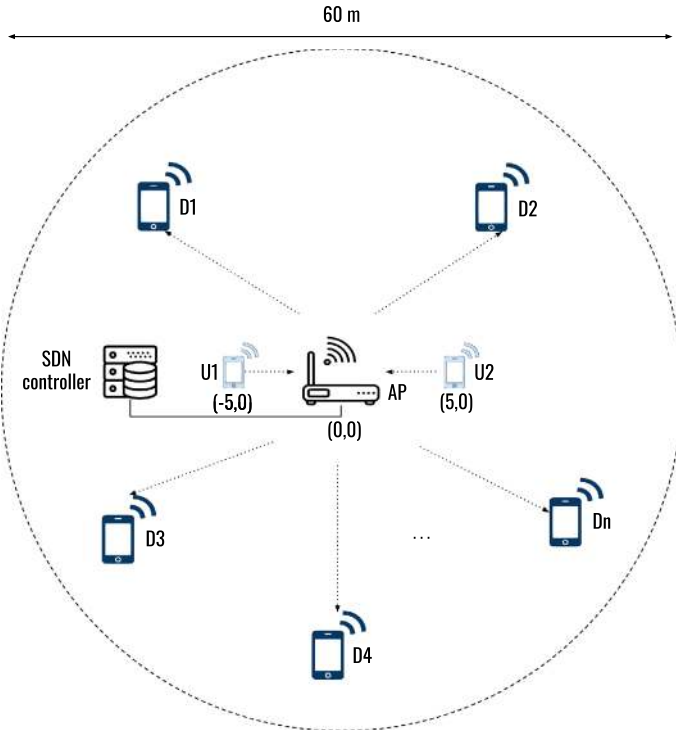 60 m
D1
D2
SDN
controller
U1
(-5,0)
AP
U2
(5,0)
(0,0)
D3
...
Dn
D4